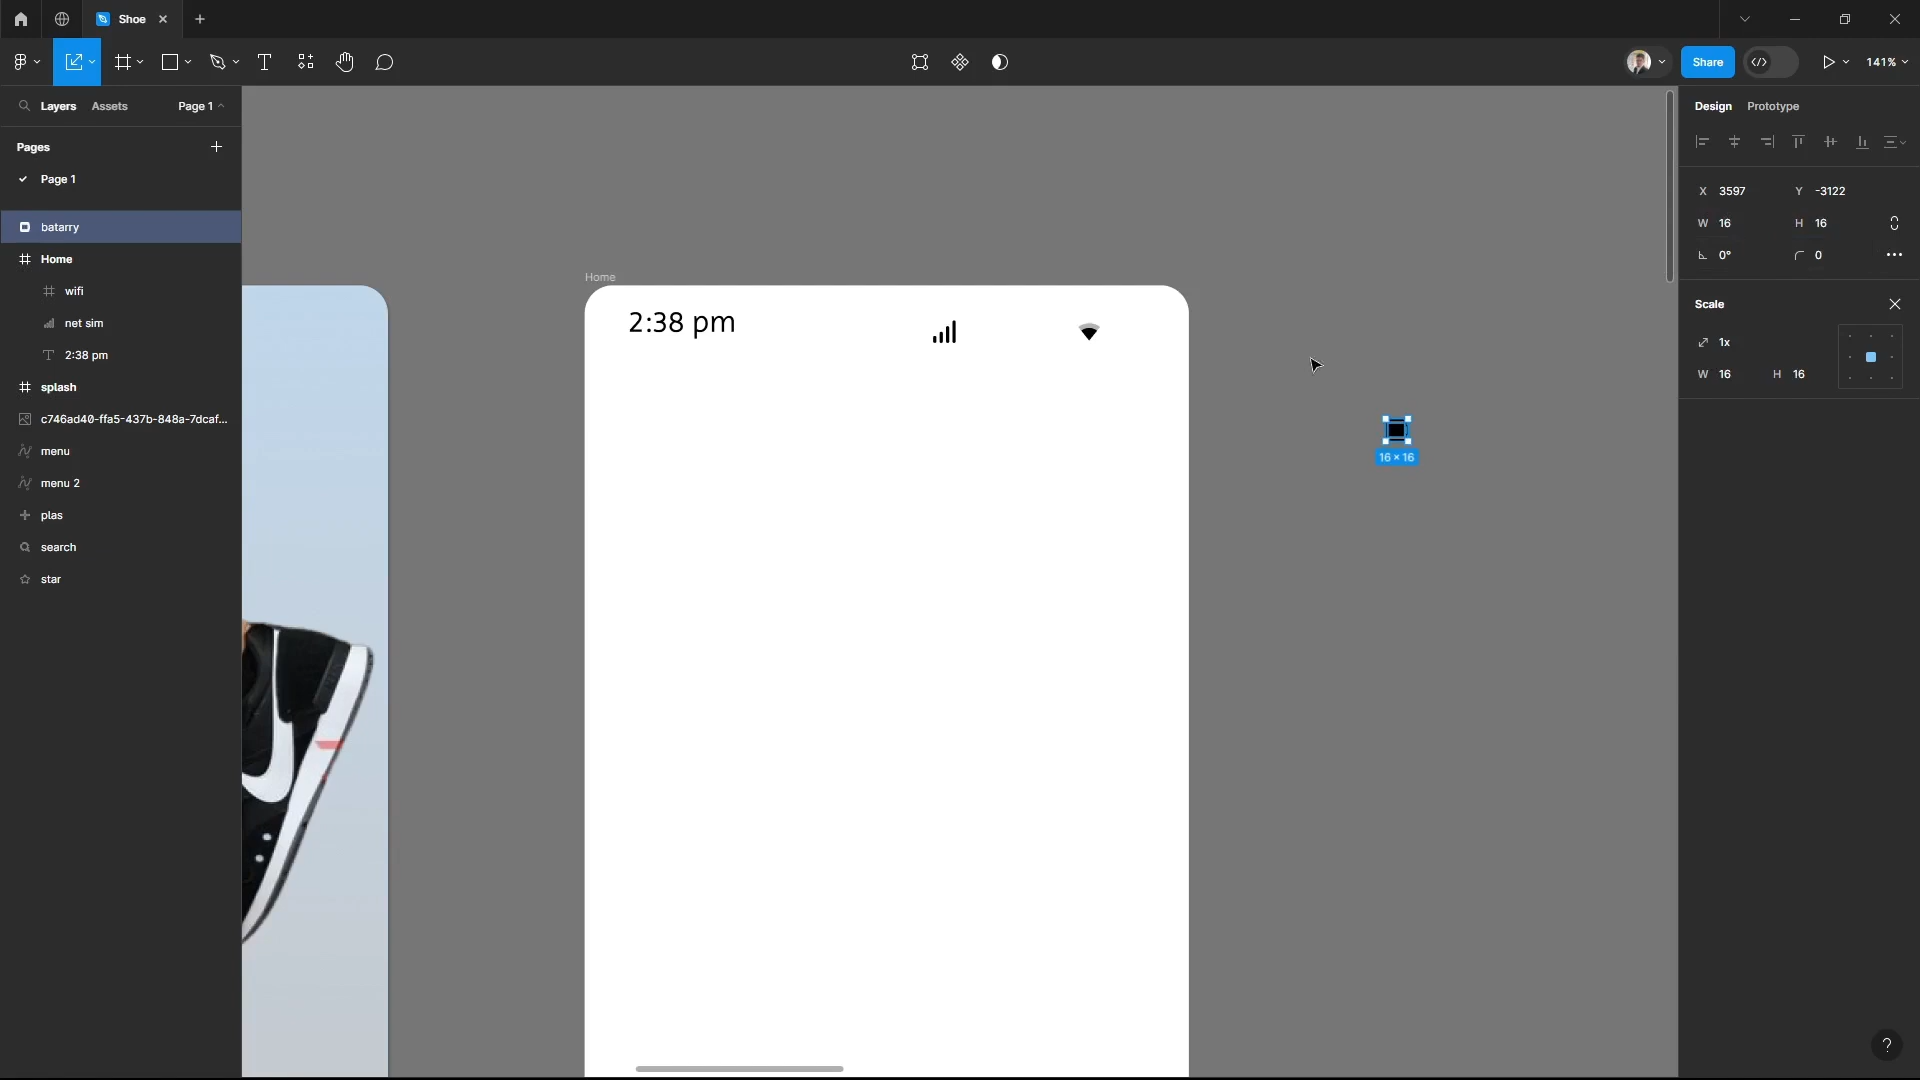 Shoe
Share
141%
Layers Assets Page 1
Pages
Page 1
batarry
Home
wifi
net sim
2:38 pm
splash
c746ad40-ffa5-437b-848a-7dcaf...
menu
menu 2
plas
search
star
Home
2:38 pm
16 × 16
Design Prototype
X 3597 Y -3122
W 16 H 16
0° 0
Scale
1x
W 16 H 16
?